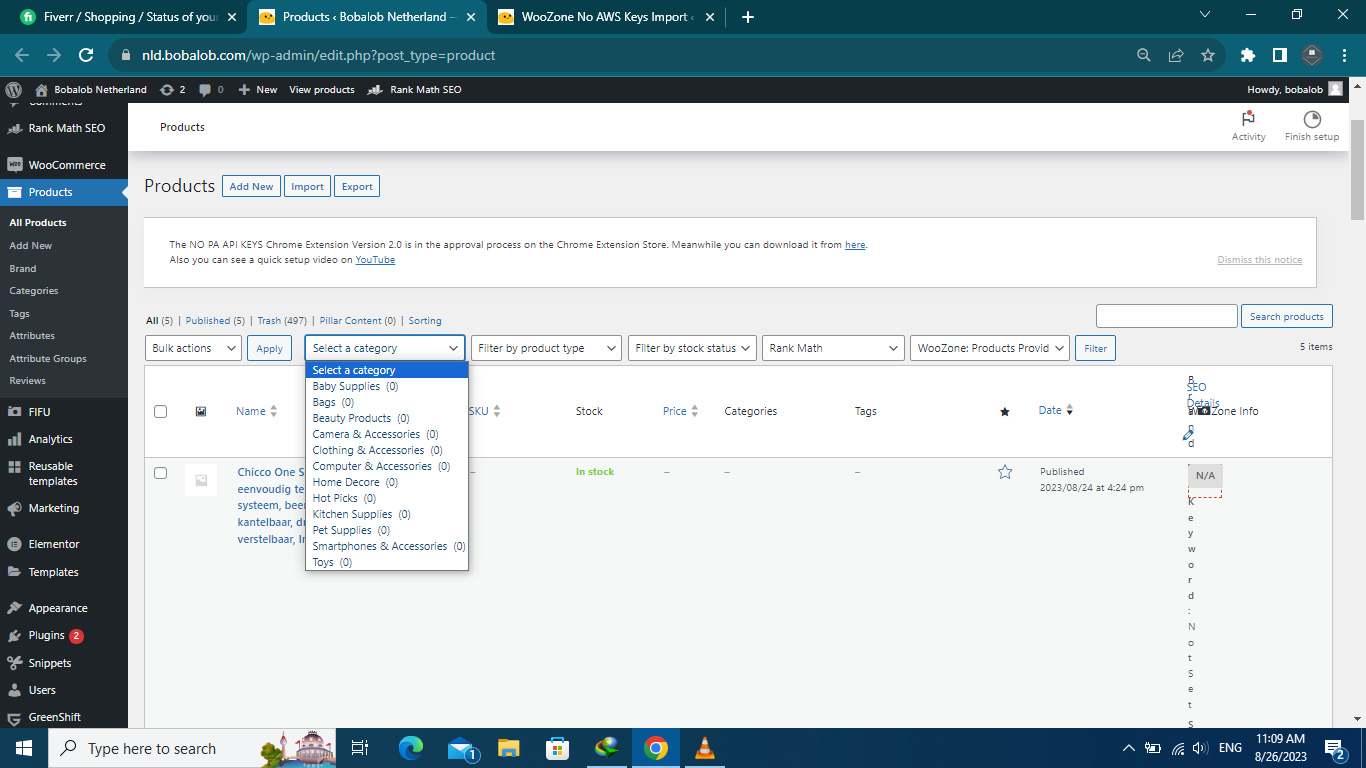 Fiverr / Shopping / Status of your
Products ‹ Bobalob Netherland —
WooZone No AWS Keys Import ‹
nld.bobalob.com/wp-admin/edit.php?post_type=product
Bobalob Netherland
2
0
New
View products
Rank Math SEO
Howdy, bobalob
Comments
Rank Math SEO
WooCommerce
Products
All Products
Add New
Brand
Categories
Tags
Attributes
Attribute Groups
Reviews
FIFU
Analytics
Reusable
templates
Marketing
Elementor
Templates
Appearance
Plugins 2
Snippets
Users
GreenShift
Products
Activity
Finish setup
Products
Add New
Import
Export
The NO PA API KEYS Chrome Extension Version 2.0 is in the approval process on the Chrome Extension Store. Meanwhile you can download it from here.
Also you can see a quick setup video on YouTube
Dismiss this notice
All (5) | Published (5) | Trash (497) | Pillar Content (0) | Sorting
Search products
Bulk actions
Apply
Select a category
Filter by product type
Filter by stock status
Rank Math
WooZone: Products Provid
Filter
5 items
Select a category
Baby Supplies (0)
Bags (0)
Beauty Products (0)
Camera & Accessories (0)
Clothing & Accessories (0)
Computer & Accessories (0)
Home Decore (0)
Hot Picks (0)
Kitchen Supplies (0)
Pet Supplies (0)
Smartphones & Accessories (0)
Toys (0)
Name
SKU
Stock
Price
Categories
Tags
Date
SEO
Details
Zone Info
Chicco One S
eenvoudig te
systeem, bee
kantelbaar, d
verstelbaar, I
–
In stock
–
–
–
Published
2023/08/24 at 4:24 pm
N/A
K
e
y
w
o
r
d
:
N
o
t
S
e
t
Type here to search
1
ENG
11:09 AM
8/26/2023
2